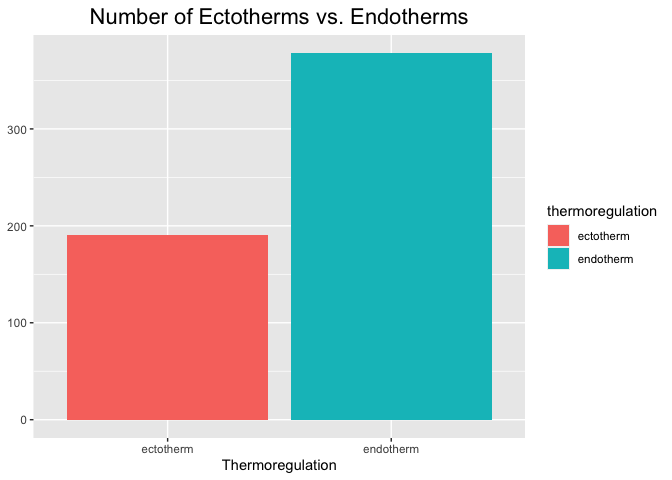 Number of Ectotherms vs. Endotherms
300
200
100
0
ectotherm
endotherm
Thermoregulation
thermoregulation
ectotherm
endotherm